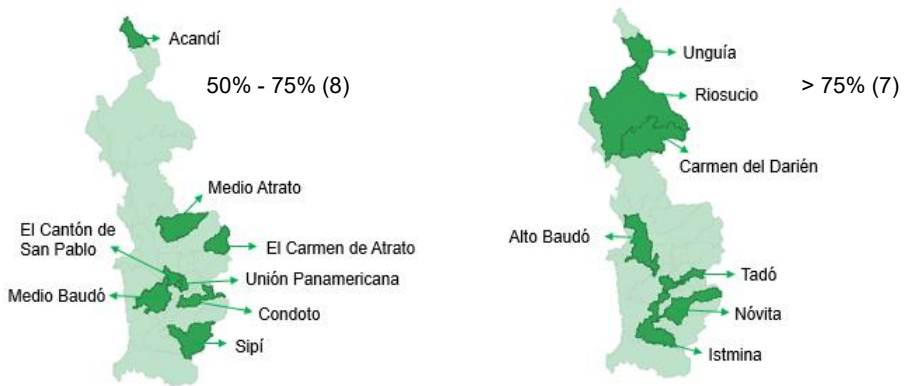 Acandí
50% - 75% (8)
Medio Atrato
El Cantón de
San Pablo
El Carmen de Atrato
Unión Panamericana
Medio Baudó
Condoto
Sipí
Unguía
> 75% (7)
Riosucio
Carmen del Darién
Alto Baudó
Tadó
Nóvita
Istmina